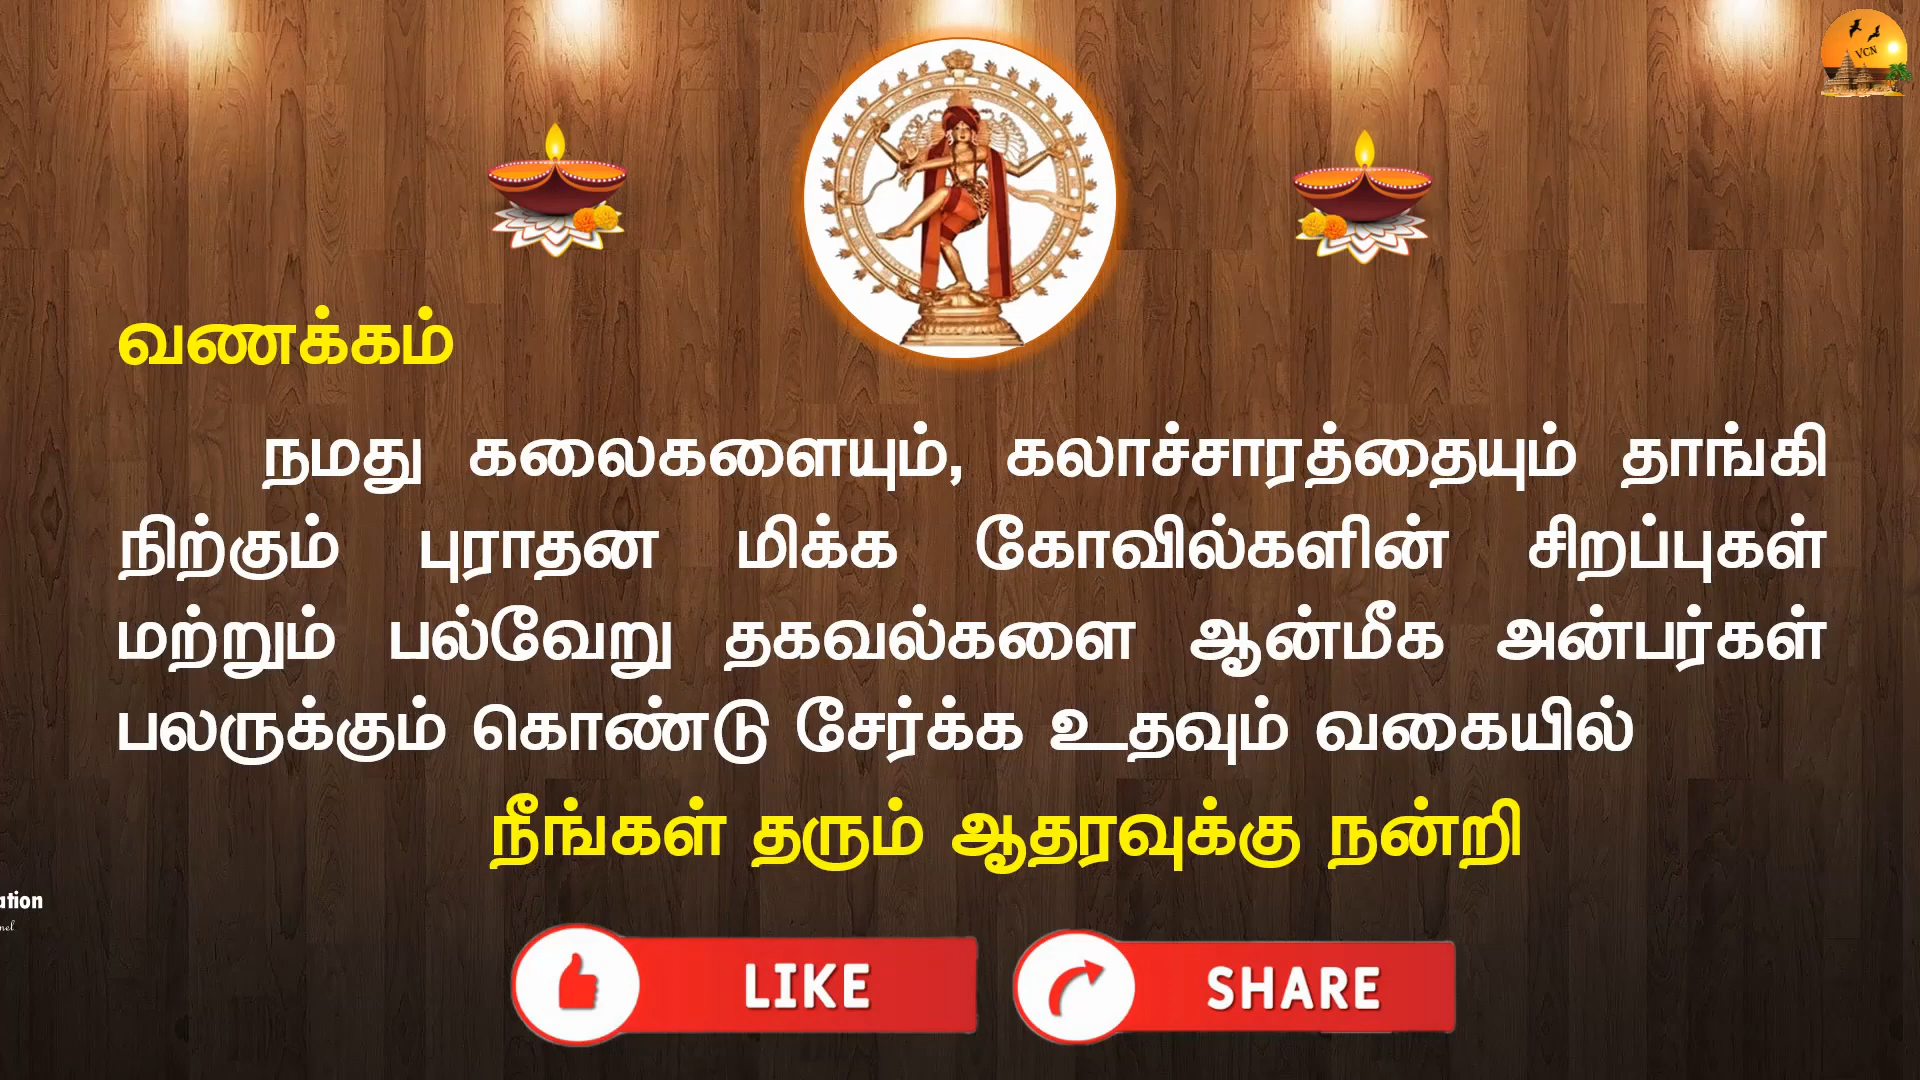 VCN
வணக்கம்
நமது கலைகளையும், கலாச்சாரத்தையும் தாங்கி
நிற்கும் புராதன மிக்க கோவில்களின் சிறப்புகள்
மற்றும் பல்வேறு தகவல்களை ஆன்மீக அன்பர்கள்
பலருக்கும் கொண்டு சேர்க்க உதவும் வகையில்
நீங்கள் தரும் ஆதரவுக்கு நன்றி
LIKE SHARE